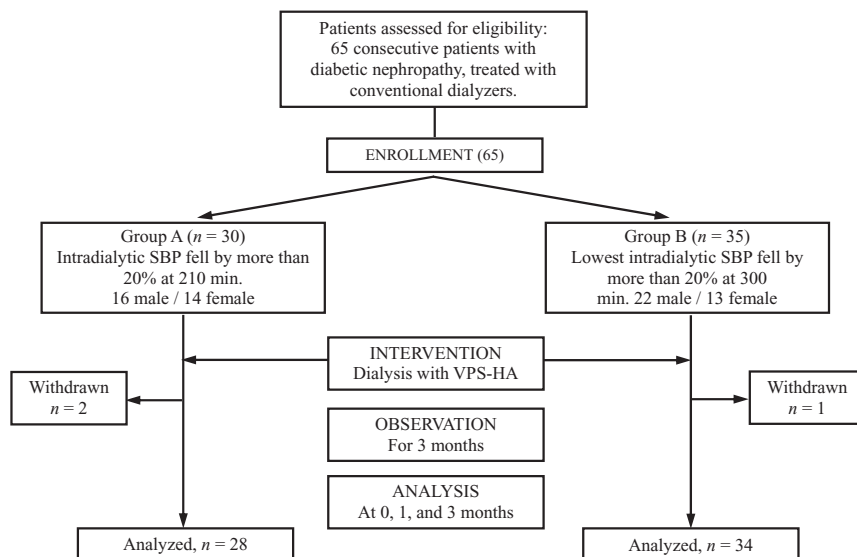 Patients assessed for eligibility:
65 consecutive patients with
diabetic nephropathy, treated with
conventional dialyzers.
ENROLLMENT (65)
Group A (n = 30)
Intradialytic SBP fell by more than
20% at 210 min.
16 male / 14 female
Group B (n = 35)
Lowest intradialytic SBP fell by
more than 20% at 300
min. 22 male / 13 female
INTERVENTION
Dialysis with VPS-HA
Withdrawn
n = 2
Withdrawn
n = 1
OBSERVATION
For 3 months
ANALYSIS
At 0, 1, and 3 months
Analyzed, n = 28
Analyzed, n = 34